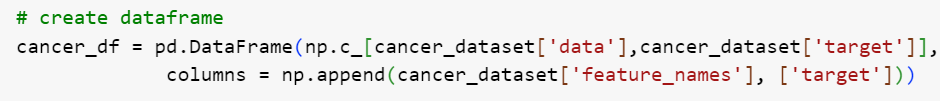 # create dataframe
cancer_df = pd.DataFrame(np.c_[cancer_dataset['data'],cancer_dataset['target']],
columns = np.append(cancer_dataset['feature_names'], ['target']))